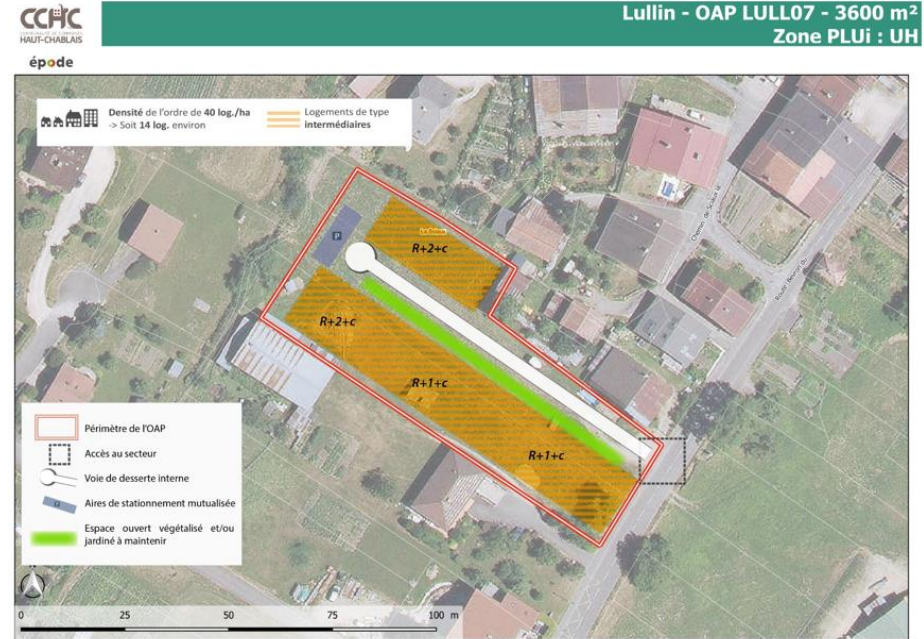 CCHC
HAUT-CHABLAIS
épode
Lullin - OAP LULL07 - 3600 m²
Zone PLUi : UH
Densité de l'ordre de 40 log./ha
-> Soit 14 log. environ
Logements de type
intermédiaires
P
R+2+c
R+2+c
R+1+c
R+1+c
Périmètre de l'OAP
Accès au secteur
Voie de desserte interne
Aires de stationnement mutualisée
Espace ouvert végétalisé et/ou
jardiné à maintenir
0 25 50 75 100 m